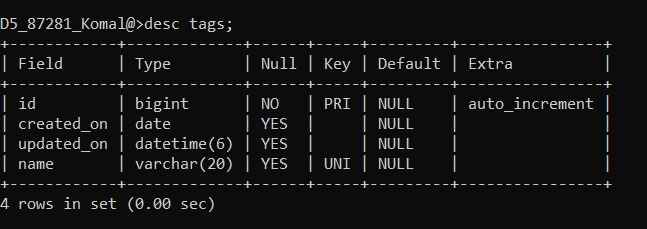 D5_87281_Komal@>desc tags;
+------------+-------------+------+-----+---------+----------------+
| Field      | Type        | Null | Key | Default | Extra          |
+------------+-------------+------+-----+---------+----------------+
| id         | bigint      | NO   | PRI | NULL    | auto_increment |
| created_on | date        | YES  |     | NULL    |                |
| updated_on | datetime(6) | YES  |     | NULL    |                |
| name       | varchar(20) | YES  | UNI | NULL    |                |
+------------+-------------+------+-----+---------+----------------+
4 rows in set (0.00 sec)